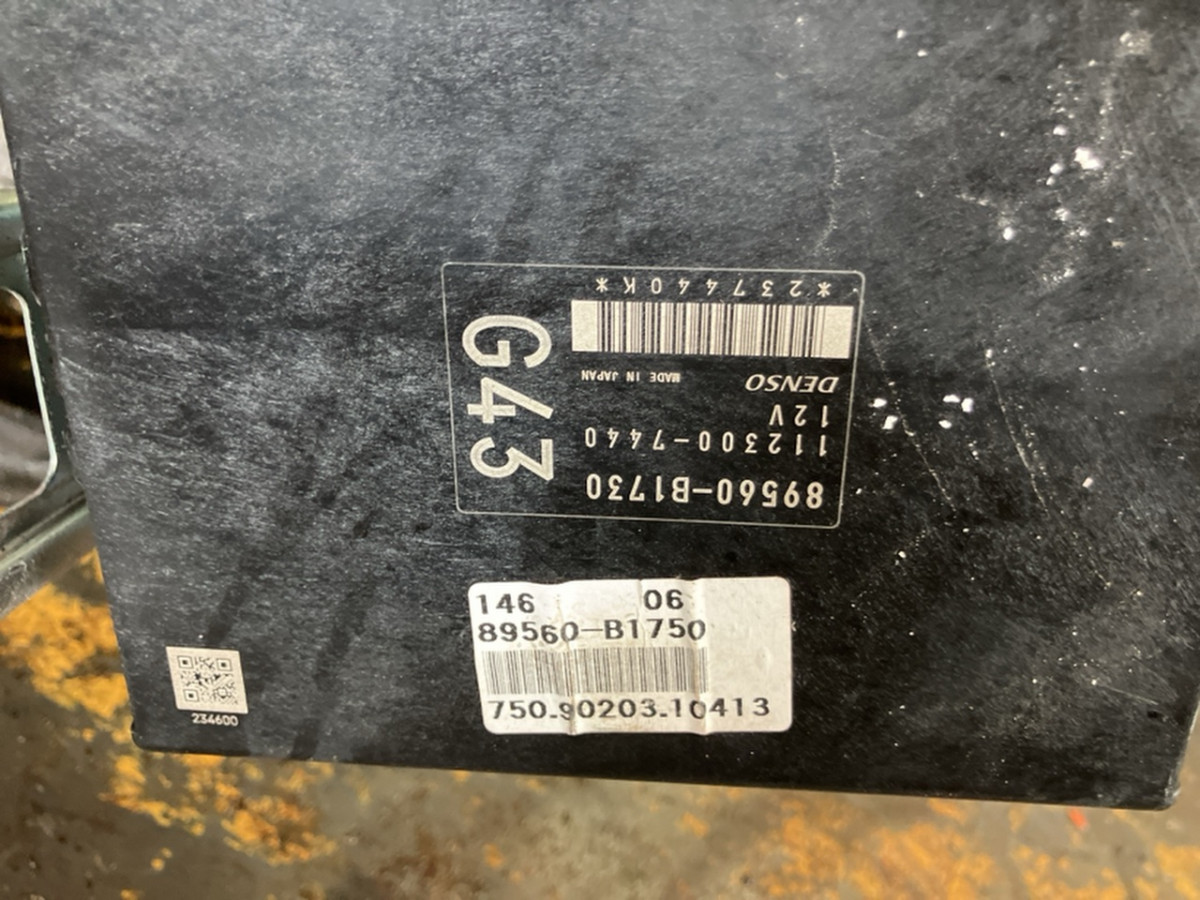 89560-B1730
112300-7440
12V
DENSO MADE IN JAPAN
*237440K*
G43
146 06
89560-B1750
750.90203.10413
234600